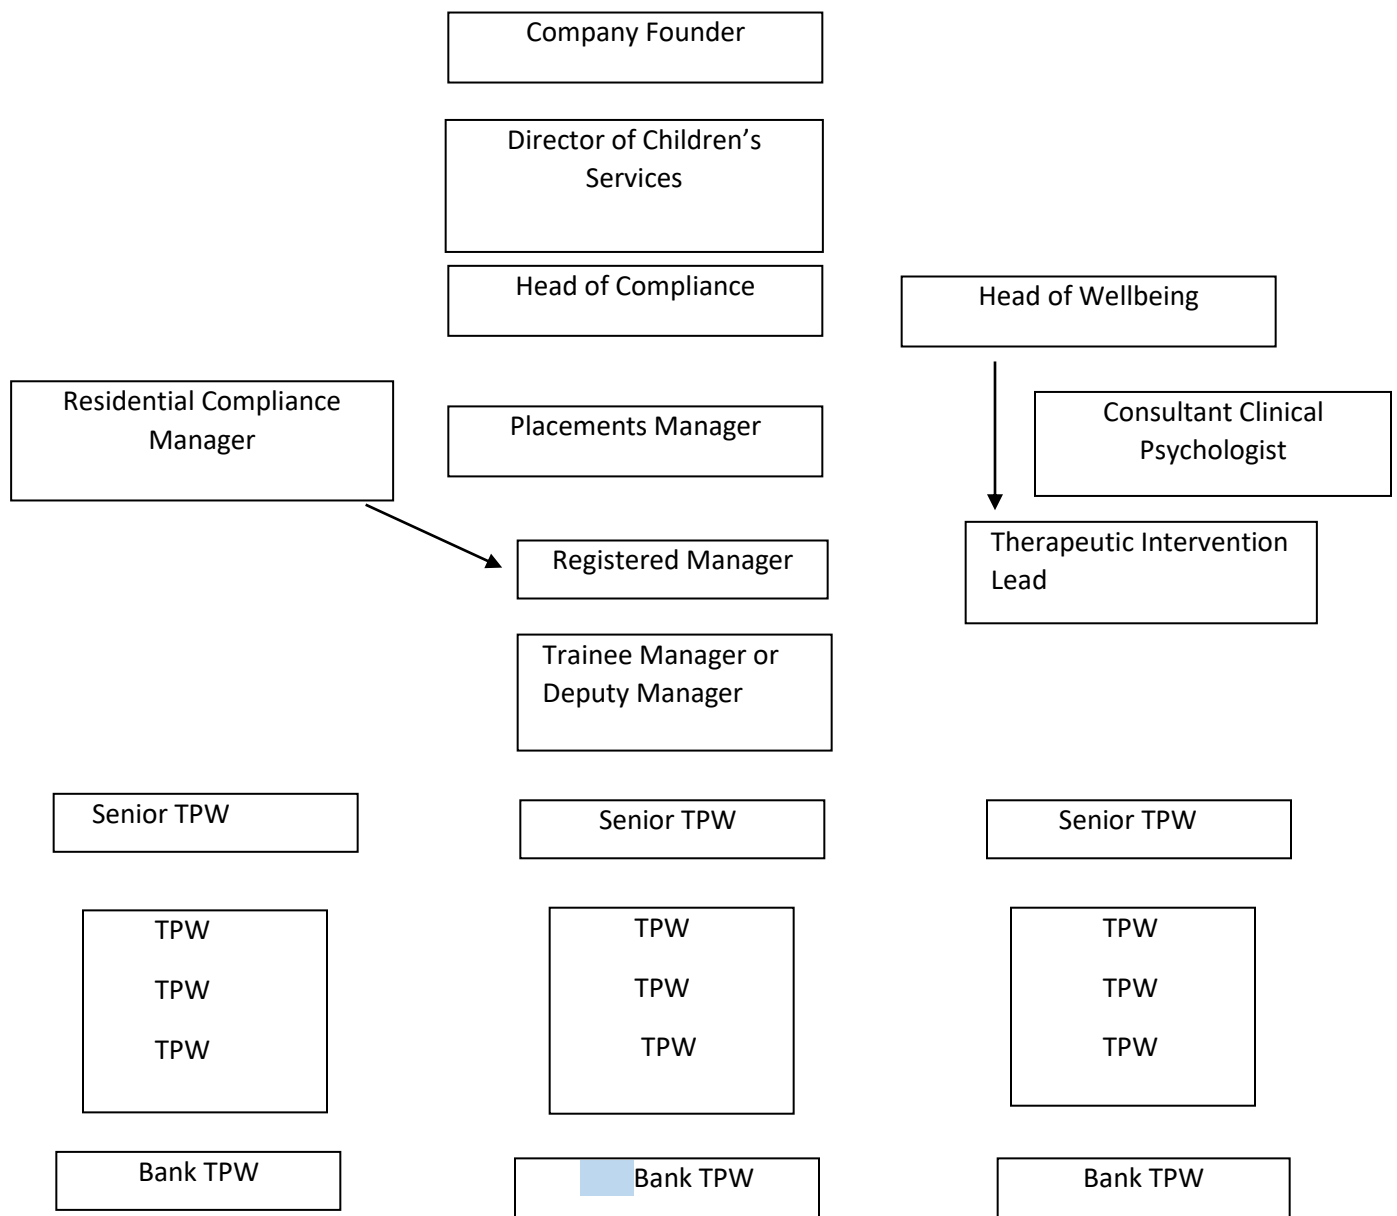 Company Founder
Director of Children’s
Services
Head of Compliance
Head of Wellbeing
Residential Compliance
Manager
Placements Manager
Consultant Clinical
Psychologist
Registered Manager
Therapeutic Intervention
Lead
Trainee Manager or
Deputy Manager
Senior TPW
Senior TPW
Senior TPW
TPW
TPW
TPW
TPW
TPW
TPW
TPW
TPW
TPW
Bank TPW
Bank TPW
Bank TPW